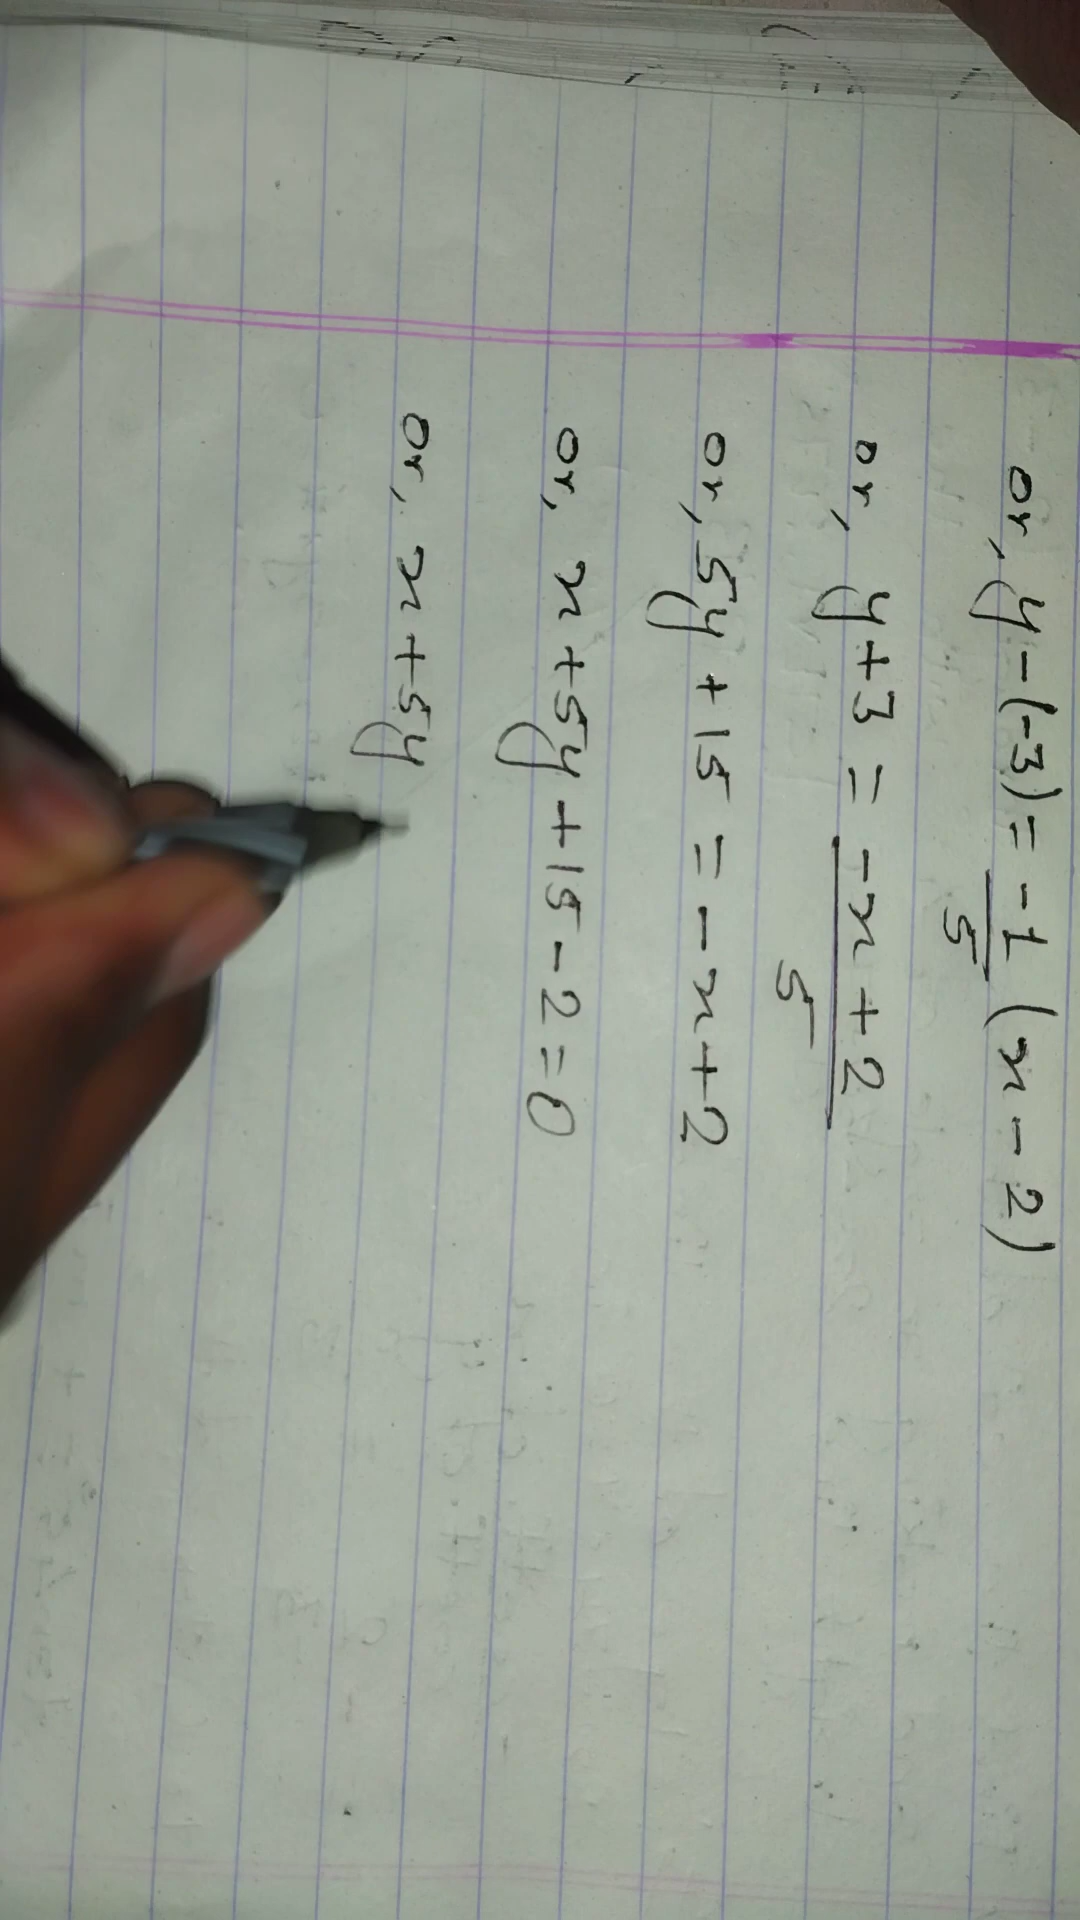 or, y - (-3) = -1/5 (x - 2)
or, y + 3 = -x + 2 / 5
or, 5y + 15 = -x + 2
or, x + 5y + 15 - 2 = 0
or, x + 5y